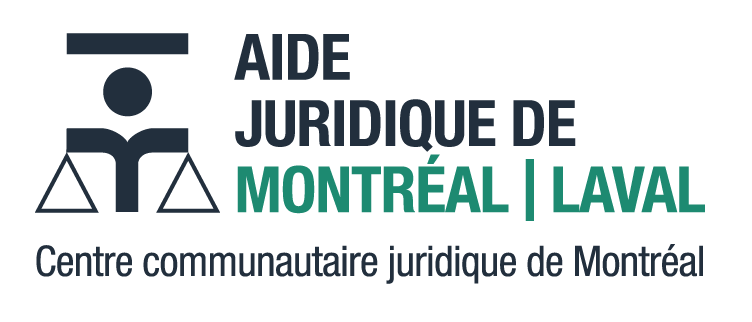 AIDE
JURIDIQUE DE
MONTRÉAL | LAVAL
Centre communautaire juridique de Montréal